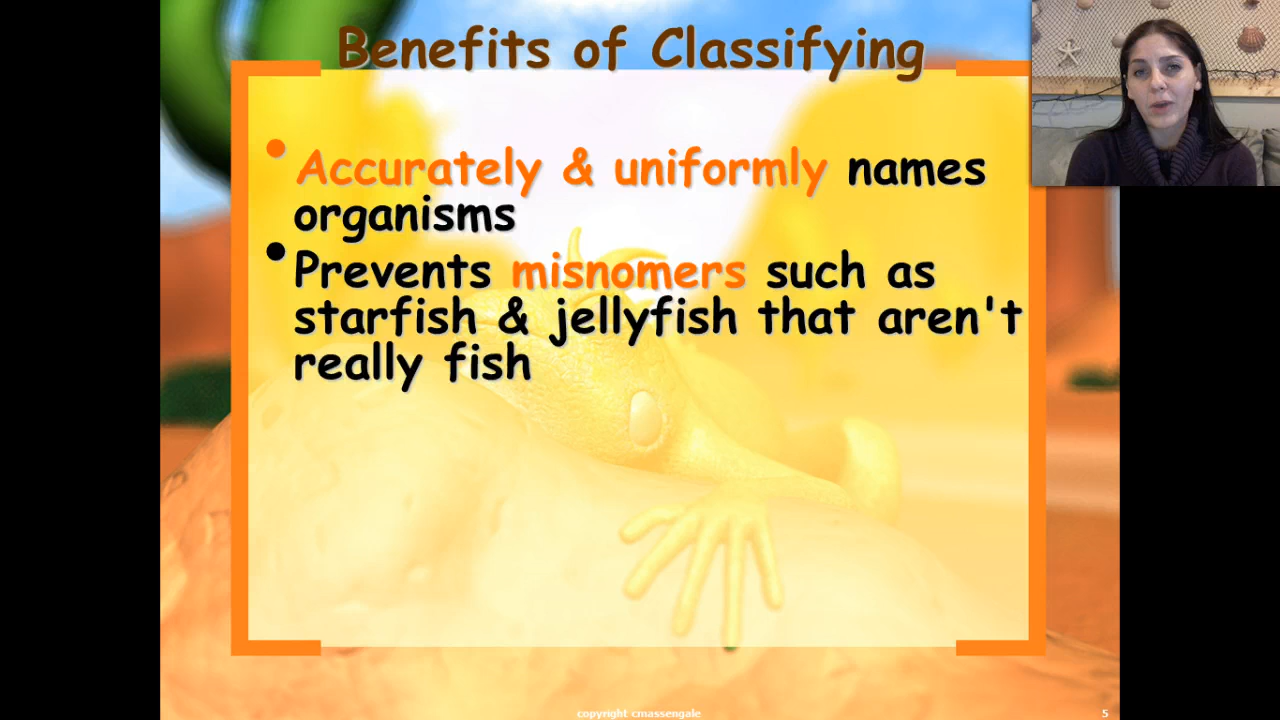 Benefits of Classifying
• Accurately & uniformly names
organisms
• Prevents misnomers such as
starfish & jellyfish that aren't
really fish
copyright cmassengale
5